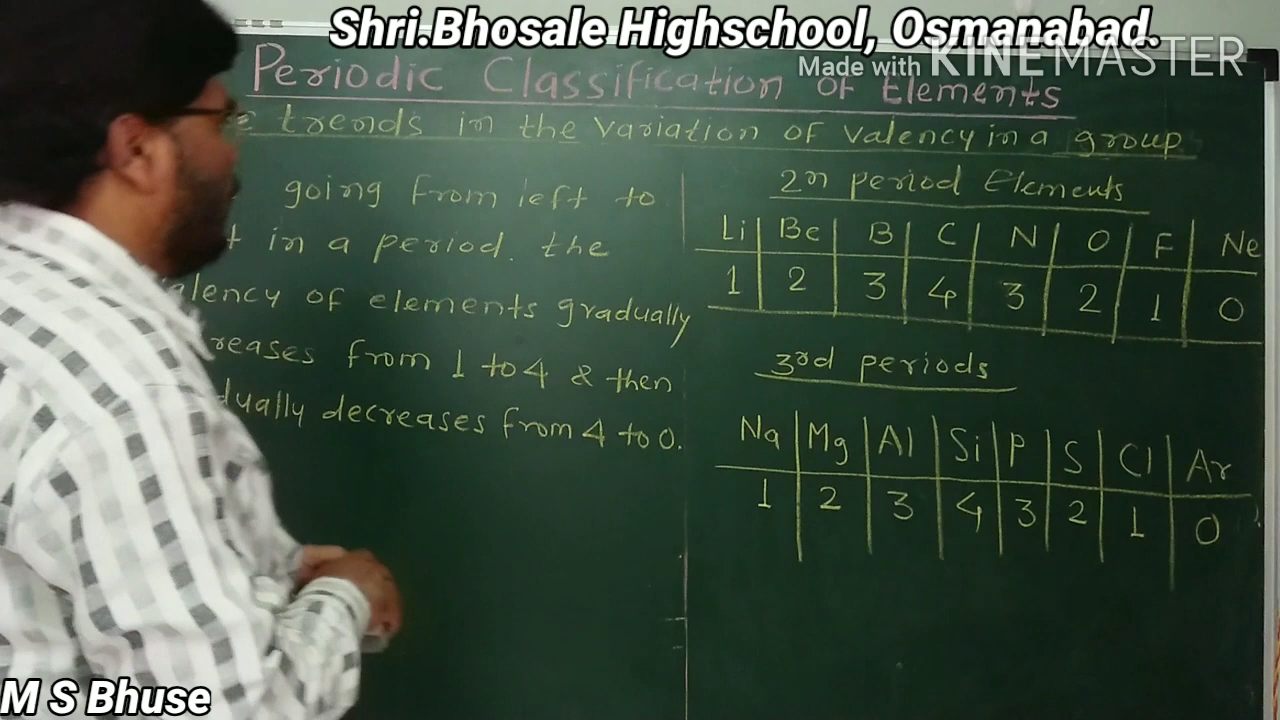 Shri.Bhosale Highschool, Osmanabad.
Made with KINEMASTER
Periodic Classification of Elements
trends in the variation of valency in a group
going from left to
in a period. the
valency of elements gradually
reases from 1 to 4 & then
dually decreases from 4 to 0.
2n period Elements
Li Be B C N O F Ne
1 2 3 4 3 2 1 0
3rd periods
Na Mg Al Si P S Cl Ar
1 2 3 4 3 2 1 0
M S Bhuse